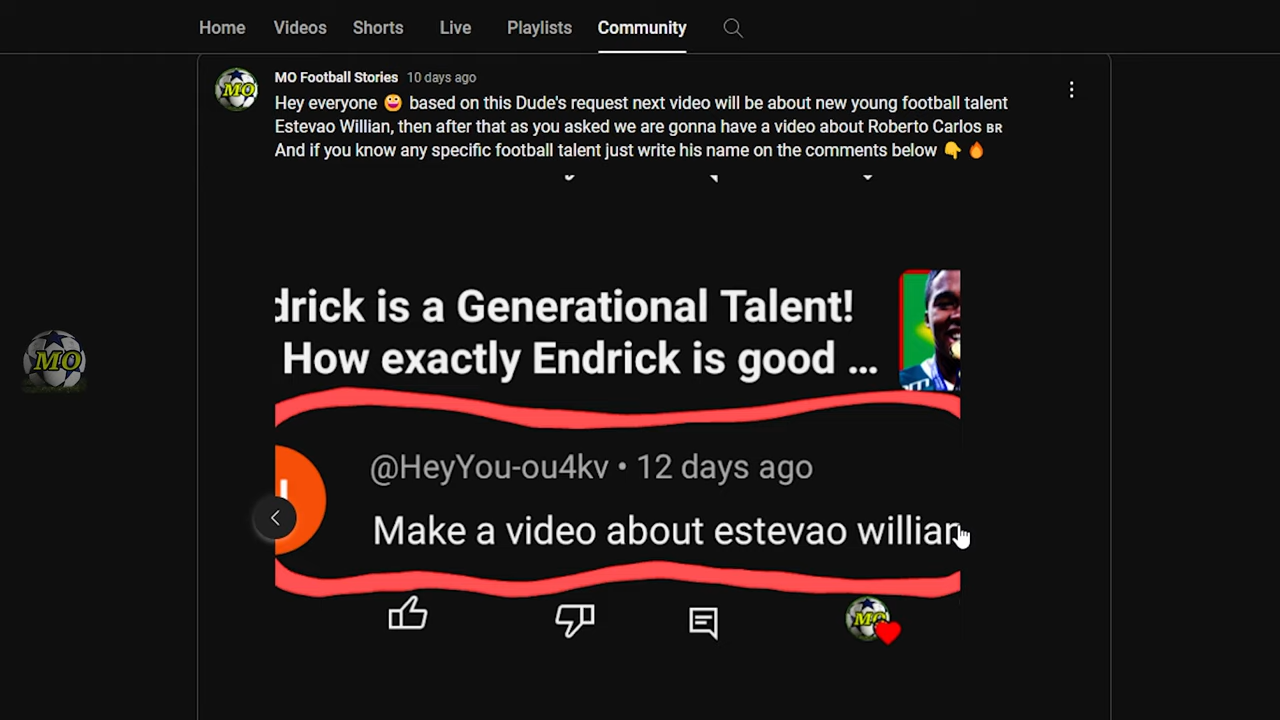 Home Videos Shorts Live Playlists Community
MO Football Stories 10 days ago
Hey everyone 😀 based on this Dude's request next video will be about new young football talent
Estevao Willian, then after that as you asked we are gonna have a video about Roberto Carlos BR
And if you know any specific football talent just write his name on the comments below 👇 🔥
MO
drick is a Generational Talent!
How exactly Endrick is good ...
MO
@HeyYou-ou4kv • 12 days ago
Make a video about estevao willian
MO